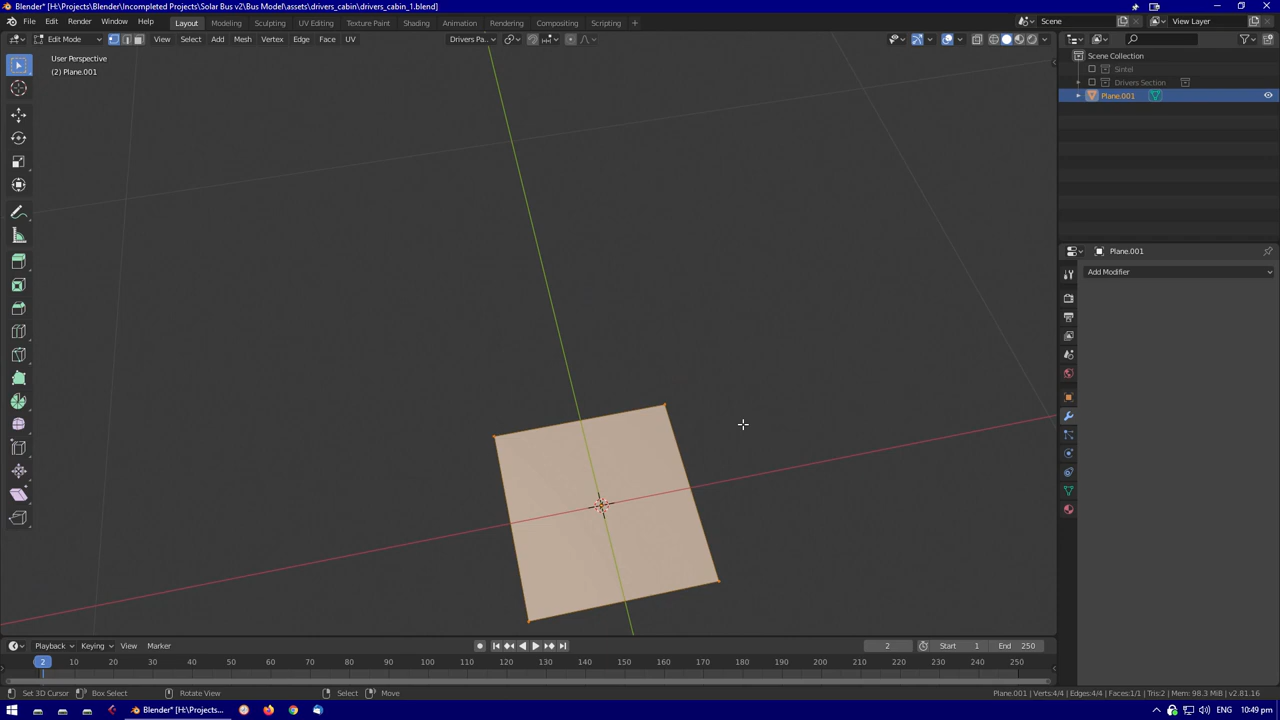 Blender* [H:\Projects\Blender\Incompleted Projects\Solar Bus v2\Bus Model\assets\drivers_cabin\drivers_cabin_1.blend]
File Edit Render Window Help Layout Modeling Sculpting UV Editing Texture Paint Shading Animation Rendering Compositing Scripting + Scene View Layer
Edit Mode View Select Add Mesh Vertex Edge Face UV Drivers Pa...
User Perspective
(2) Plane.001
Scene Collection
Sintel
Drivers Section
Plane.001
Plane.001
Add Modifier
Playback Keying View Marker 2 Start 1 End 250
2 10 20 30 40 50 60 70 80 90 100 110 120 130 140 150 160 170 180 190 200 210 220 230 240 250
Set 3D Cursor Box Select Rotate View Select Move Plane.001 | Verts:4/4 | Edges:4/4 | Faces:1/1 | Tris:2 | Mem: 98.3 MiB | v2.81.16
Blender* [H:\Projects... ENG 10:49 pm